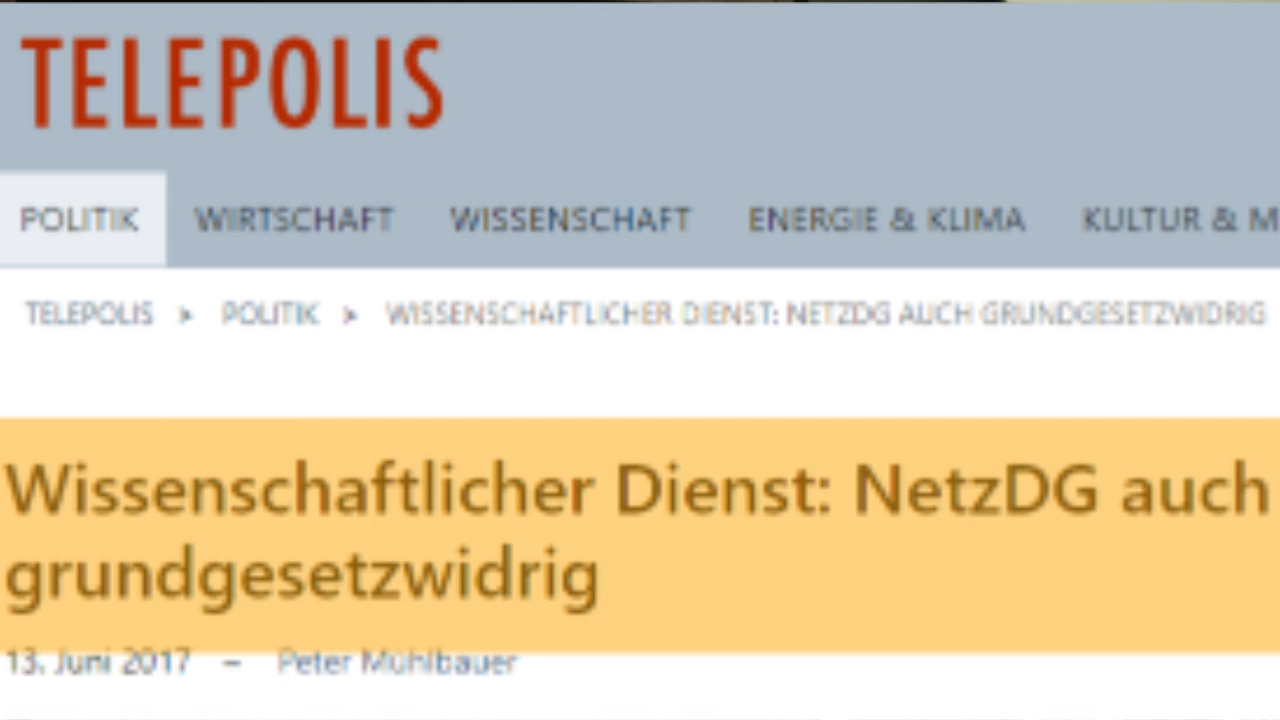 TELEPOLIS
POLITIK WIRTSCHAFT WISSENSCHAFT ENERGIE & KLIMA KULTUR & M
TELEPOLIS > POLITIK > WISSENSCHAFTLICHER DIENST: NETZDG AUCH GRUNDGESETZWIDRIG
Wissenschaftlicher Dienst: NetzDG auch
grundgesetzwidrig
13. Juni 2017 – Peter Mühlbauer